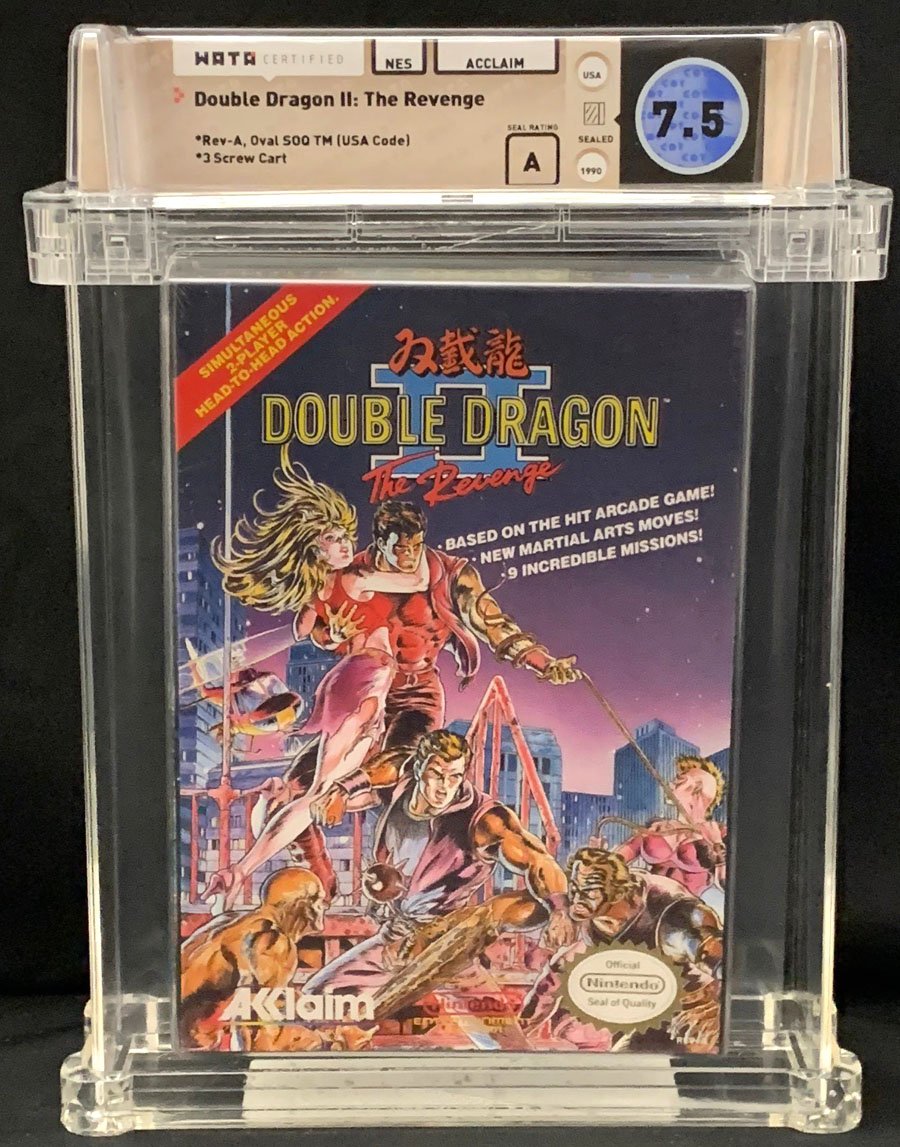 WATA CERTIFIED
NES
ACCLAIM
Double Dragon II: The Revenge
*Rev-A, Oval SOQ TM (USA Code)
*3 Screw Cart
SEAL RATING
A
USA
SEALED
1990
7.5
SIMULTANEOUS
2-PLAYER
HEAD-TO-HEAD ACTION.
双截龍
II
DOUBLE DRAGON™
The Revenge
· BASED ON THE HIT ARCADE GAME!
· NEW MARTIAL ARTS MOVES!
· 9 INCREDIBLE MISSIONS!
AKKlaim
Official
Nintendo
Seal of Quality